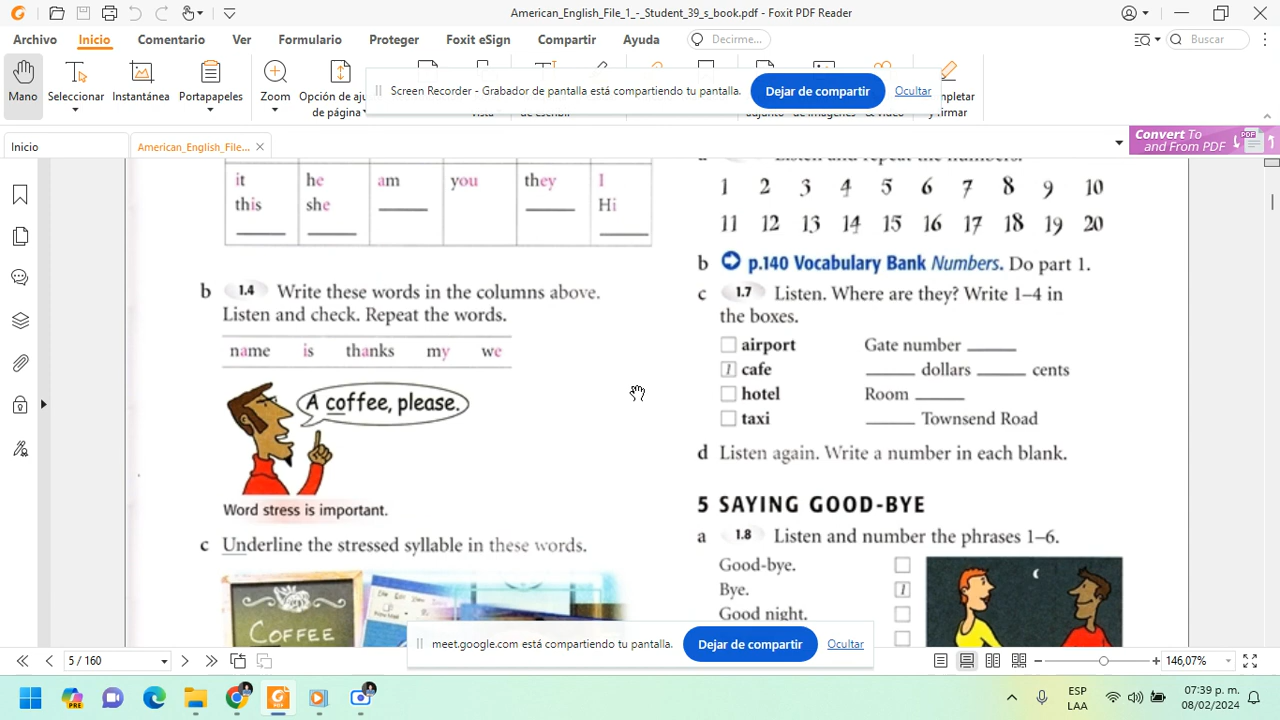 American_English_File_1_-_Student_39_s_book.pdf - Foxit PDF Reader
Archivo Inicio Comentario Ver Formulario Proteger Foxit eSign Compartir Ayuda Decirme... Buscar
Mano Seleccionar Instantánea Portapapeles Zoom
Screen Recorder - Grabador de pantalla está compartiendo tu pantalla. Dejar de compartir Ocultar
Inicio American_English_File...
Convert To and From PDF
it he am you they I
this she Hi
b 1.4 Write these words in the columns above.
Listen and check. Repeat the words.
name is thanks my we
A coffee, please.
Word stress is important.
c Underline the stressed syllable in these words.
COFFEE
Listen and repeat the numbers.
1 2 3 4 5 6 7 8 9 10
11 12 13 14 15 16 17 18 19 20
b p.140 Vocabulary Bank Numbers. Do part 1.
c 1.7 Listen. Where are they? Write 1–4 in
the boxes.
airport Gate number
1 cafe dollars cents
hotel Room
taxi Townsend Road
d Listen again. Write a number in each blank.
5 SAYING GOOD-BYE
a 1.8 Listen and number the phrases 1–6.
Good-bye.
Bye. 1
Good night.
meet.google.com está compartiendo tu pantalla. Dejar de compartir Ocultar
5 / 160 146,07%
PRE
ESP
LAA
07:39 p. m.
08/02/2024